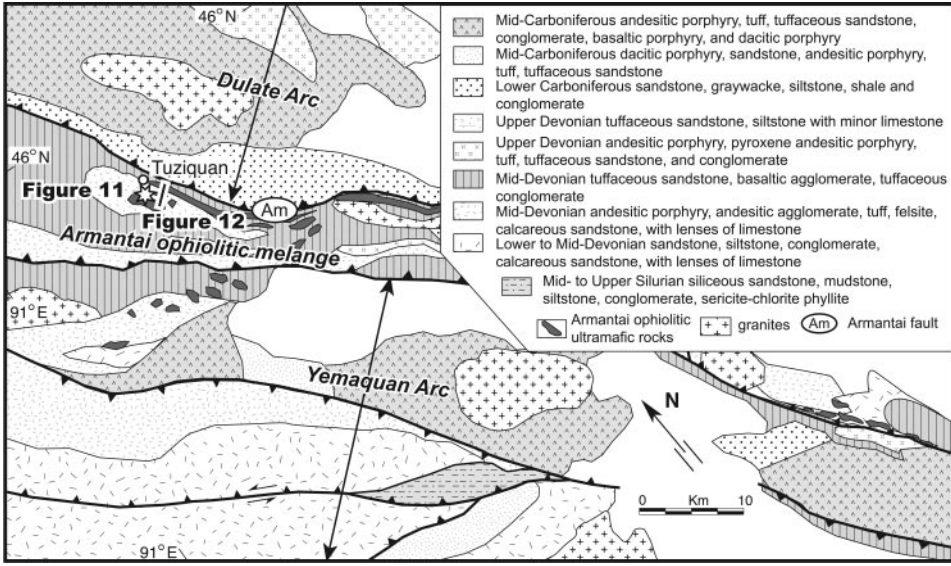 46°N
Dulate Arc
46°N
Tuziquan
Figure 11
Figure 12
Am
Armantai ophiolitic melange
91°E
Yemaquan Arc
91°E
Mid-Carboniferous andesitic porphyry, tuff, tuffaceous sandstone,
conglomerate, basaltic porphyry, and dacitic porphyry
Mid-Carboniferous dacitic porphyry, sandstone, andesitic porphyry,
tuff, tuffaceous sandstone
Lower Carboniferous sandstone, graywacke, siltstone, shale and
conglomerate
Upper Devonian tuffaceous sandstone, siltstone with minor limestone
Upper Devonian andesitic porphyry, pyroxene andesitic porphyry,
tuff, tuffaceous sandstone, and conglomerate
Mid-Devonian tuffaceous sandstone, basaltic agglomerate, tuffaceous
conglomerate
Mid-Devonian andesitic porphyry, andesitic agglomerate, tuff, felsite,
calcareous sandstone, with lenses of limestone
Lower to Mid-Devonian sandstone, siltstone, conglomerate,
calcareous sandstone, with lenses of limestone
Mid- to Upper Silurian siliceous sandstone, mudstone,
siltstone, conglomerate, sericite-chlorite phyllite
Armantai ophiolitic
ultramafic rocks
granites
Am
Armantai fault
N
0 Km 10